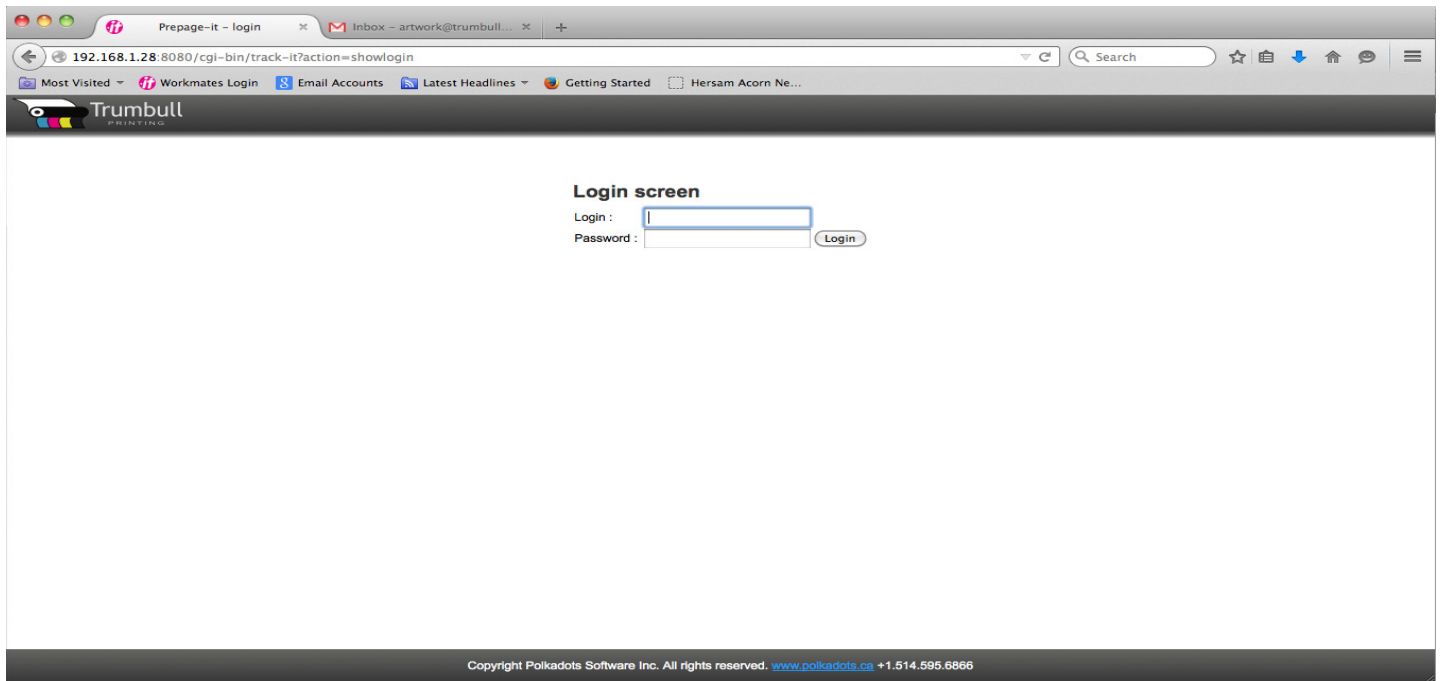 Prepage-it – login
Inbox – artwork@trumbull...
192.168.1.28:8080/cgi-bin/track-it?action=showlogin
Search
Most Visited Workmates Login Email Accounts Latest Headlines Getting Started Hersam Acorn Ne...
Trumbull
PRINTING
Login screen
Login :
Password : Login
Copyright Polkadots Software Inc. All rights reserved. www.polkadots.ca +1.514.595.6866